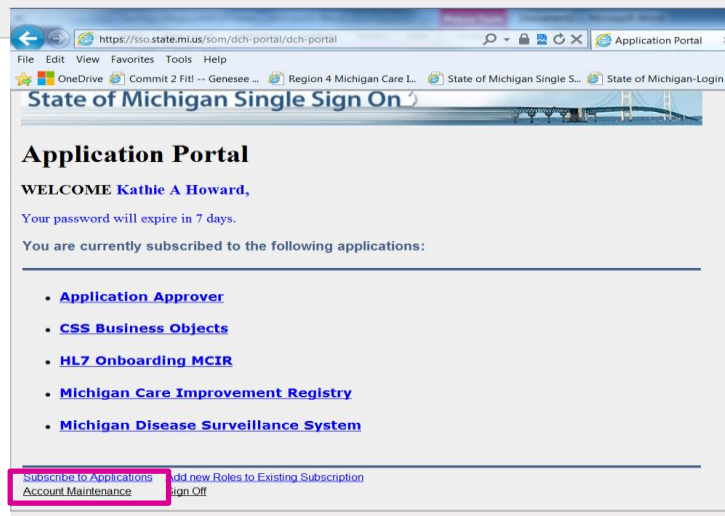 https://sso.state.mi.us/som/dch-portal/dch-portal
Application Portal
File Edit View Favorites Tools Help
OneDrive Commit 2 Fit! -- Genesee ... Region 4 Michigan Care I... State of Michigan Single S... State of Michigan-Login
State of Michigan Single Sign On
Application Portal
WELCOME Kathie A Howard,
Your password will expire in 7 days.
You are currently subscribed to the following applications:
Application Approver
CSS Business Objects
HL7 Onboarding MCIR
Michigan Care Improvement Registry
Michigan Disease Surveillance System
Subscribe to Applications Add new Roles to Existing Subscription
Account Maintenance Sign Off